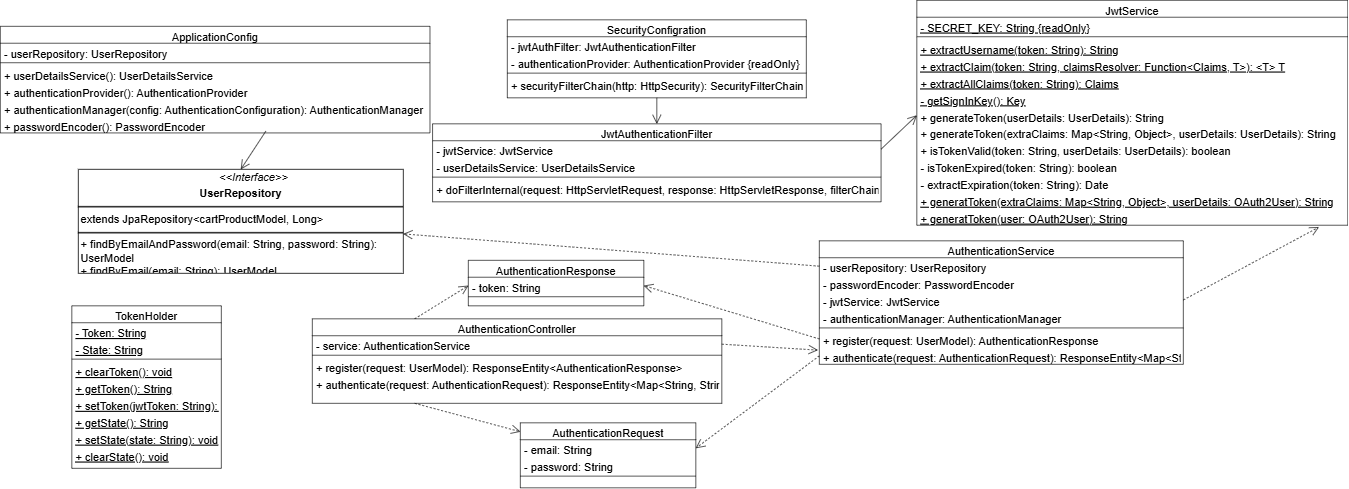 ApplicationConfig
- userRepository: UserRepository
+ userDetailsService(): UserDetailsService
+ authenticationProvider(): AuthenticationProvider
+ authenticationManager(config: AuthenticationConfiguration): AuthenticationManager
+ passwordEncoder(): PasswordEncoder
SecurityConfigration
- jwtAuthFilter: JwtAuthenticationFilter
- authenticationProvider: AuthenticationProvider {readOnly}
+ securityFilterChain(http: HttpSecurity): SecurityFilterChain
JwtService
- SECRET_KEY: String {readOnly}
+ extractUsername(token: String): String
+ extractClaim(token: String, claimsResolver: Function<Claims, T>): <T> T
+ extractAllClaims(token: String): Claims
- getSignInKey(): Key
+ generateToken(userDetails: UserDetails): String
+ generateToken(extraClaims: Map<String, Object>, userDetails: UserDetails): String
+ isTokenValid(token: String, userDetails: UserDetails): boolean
- isTokenExpired(token: String): boolean
- extractExpiration(token: String): Date
+ generatToken(extraClaims: Map<String, Object>, userDetails: OAuth2User): String
+ generatToken(user: OAuth2User): String
JwtAuthenticationFilter
- jwtService: JwtService
- userDetailsService: UserDetailsService
+ doFilterInternal(request: HttpServletRequest, response: HttpServletResponse, filterChain
<<Interface>>
UserRepository
extends JpaRepository<cartProductModel, Long>
+ findByEmailAndPassword(email: String, password: String):
UserModel
+ findByEmail(email: String): UserModel
AuthenticationService
- userRepository: UserRepository
- passwordEncoder: PasswordEncoder
- jwtService: JwtService
- authenticationManager: AuthenticationManager
+ register(request: UserModel): AuthenticationResponse
+ authenticate(request: AuthenticationRequest): ResponseEntity<Map<St
AuthenticationResponse
- token: String
TokenHolder
- Token: String
- State: String
+ clearToken(): void
+ getToken(): String
+ setToken(jwtToken: String):
+ getState(): String
+ setState(state: String): void
+ clearState(): void
AuthenticationController
- service: AuthenticationService
+ register(request: UserModel): ResponseEntity<AuthenticationResponse>
+ authenticate(request: AuthenticationRequest): ResponseEntity<Map<String, Strin
AuthenticationRequest
- email: String
- password: String